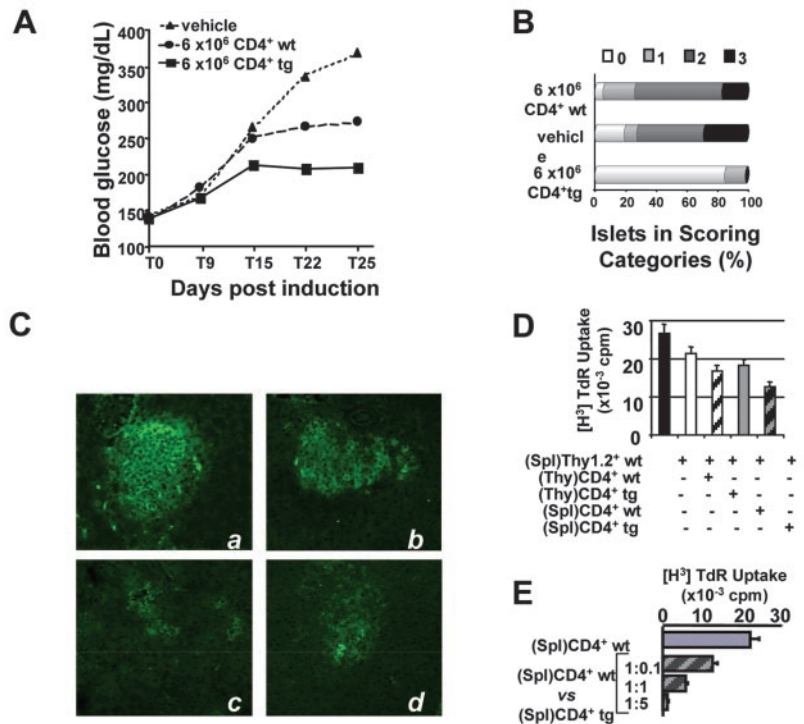 A
vehicle
6 x10⁶ CD4⁺ wt
6 x10⁶ CD4⁺ tg
Blood glucose (mg/dL)
400
350
300
250
200
150
100
T0 T9 T15 T22 T25
Days post induction
B
0 1 2 3
6 x10⁶
CD4⁺ wt
vehicl
e
6 x10⁶
CD4⁺tg
0 20 40 60 80 100
Islets in Scoring
Categories (%)
C
a
b
c
d
D
[H³] TdR Uptake
(x10⁻³ cpm)
30
20
10
0
(Spl)Thy1.2⁺ wt + + + + +
(Thy)CD4⁺ wt - + - - -
(Thy)CD4⁺ tg - - + - -
(Spl)CD4⁺ wt - - - + -
(Spl)CD4⁺ tg - - - - +
E
[H³] TdR Uptake
(x10⁻³ cpm)
0 10 20 30
(Spl)CD4⁺ wt
(Spl)CD4⁺ wt
vs
(Spl)CD4⁺ tg
1:0.1
1:1
1:5